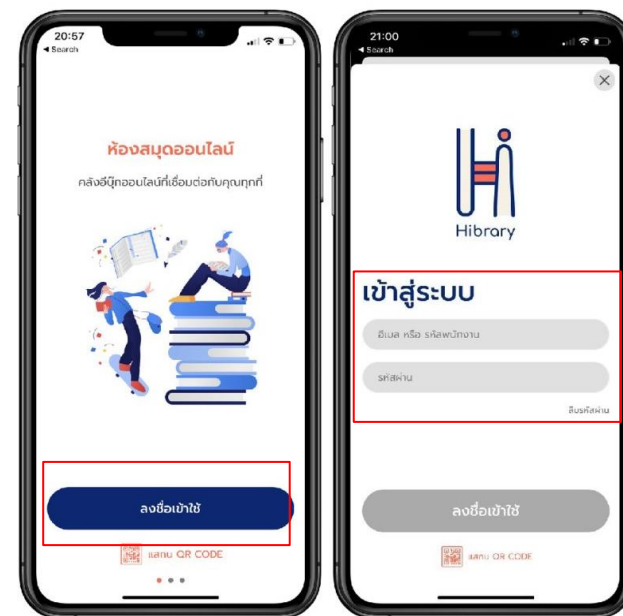 20:57
◀ Search
ห้องสมุดออนไลน์
คลังอีบุ๊กออนไลน์ที่เชื่อมต่อกับคุณทุกที่
ลงชื่อเข้าใช้
แสกน QR CODE
21:00
◀ Search
Hibrary
เข้าสู่ระบบ
อีเมล หรือ รหัสพนักงาน
รหัสผ่าน
ลืมรหัสผ่าน
ลงชื่อเข้าใช้
แสกน QR CODE